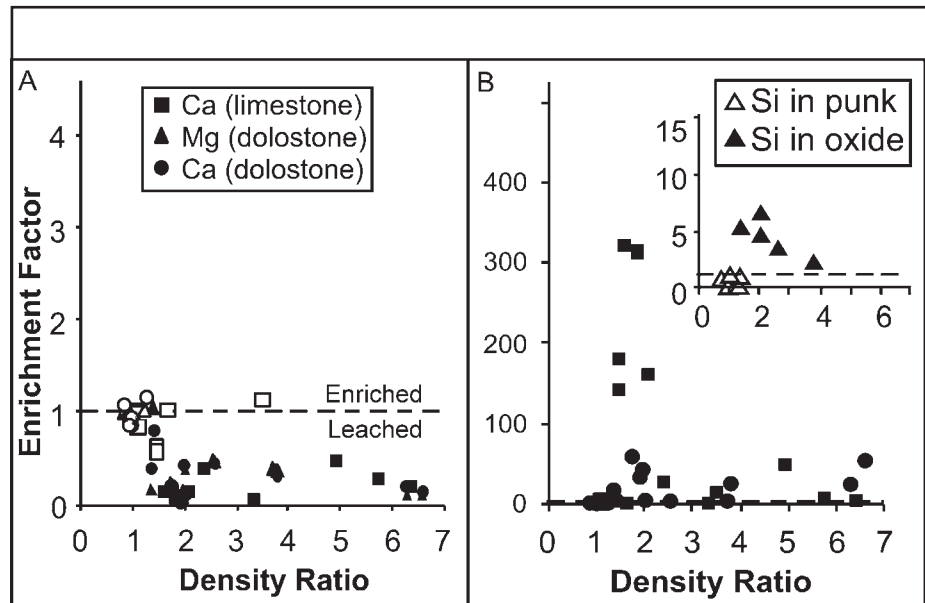 A
Ca (limestone)
Mg (dolostone)
Ca (dolostone)
Enrichment Factor
4
3
2
1
0
Enriched
Leached
0 1 2 3 4 5 6 7
Density Ratio
B
Si in punk
Si in oxide
400
300
200
100
0
15
10
5
0
0 2 4 6
0 1 2 3 4 5 6 7
Density Ratio